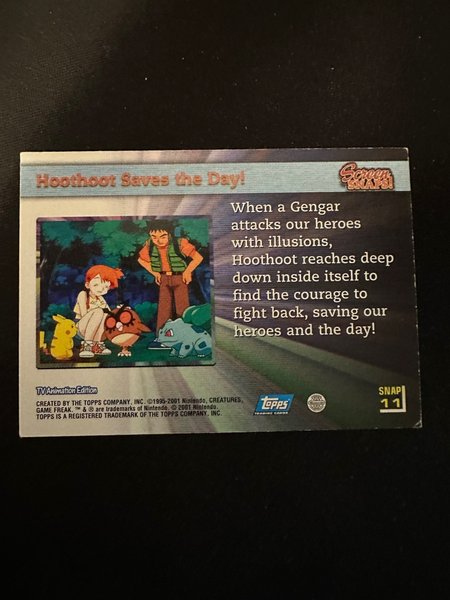 Hoothoot Saves the Day!
Screen
SNAPS!
When a Gengar
attacks our heroes
with illusions,
Hoothoot reaches deep
down inside itself to
find the courage to
fight back, saving our
heroes and the day!
TV Animation Edition
CREATED BY THE TOPPS COMPANY, INC. ©1995-2001 Nintendo, CREATURES,
GAME FREAK. ™ & ® are trademarks of Nintendo. © 2001 Nintendo.
TOPPS IS A REGISTERED TRADEMARK OF THE TOPPS COMPANY, INC.
Topps
TRADING CARDS
SNAP
11